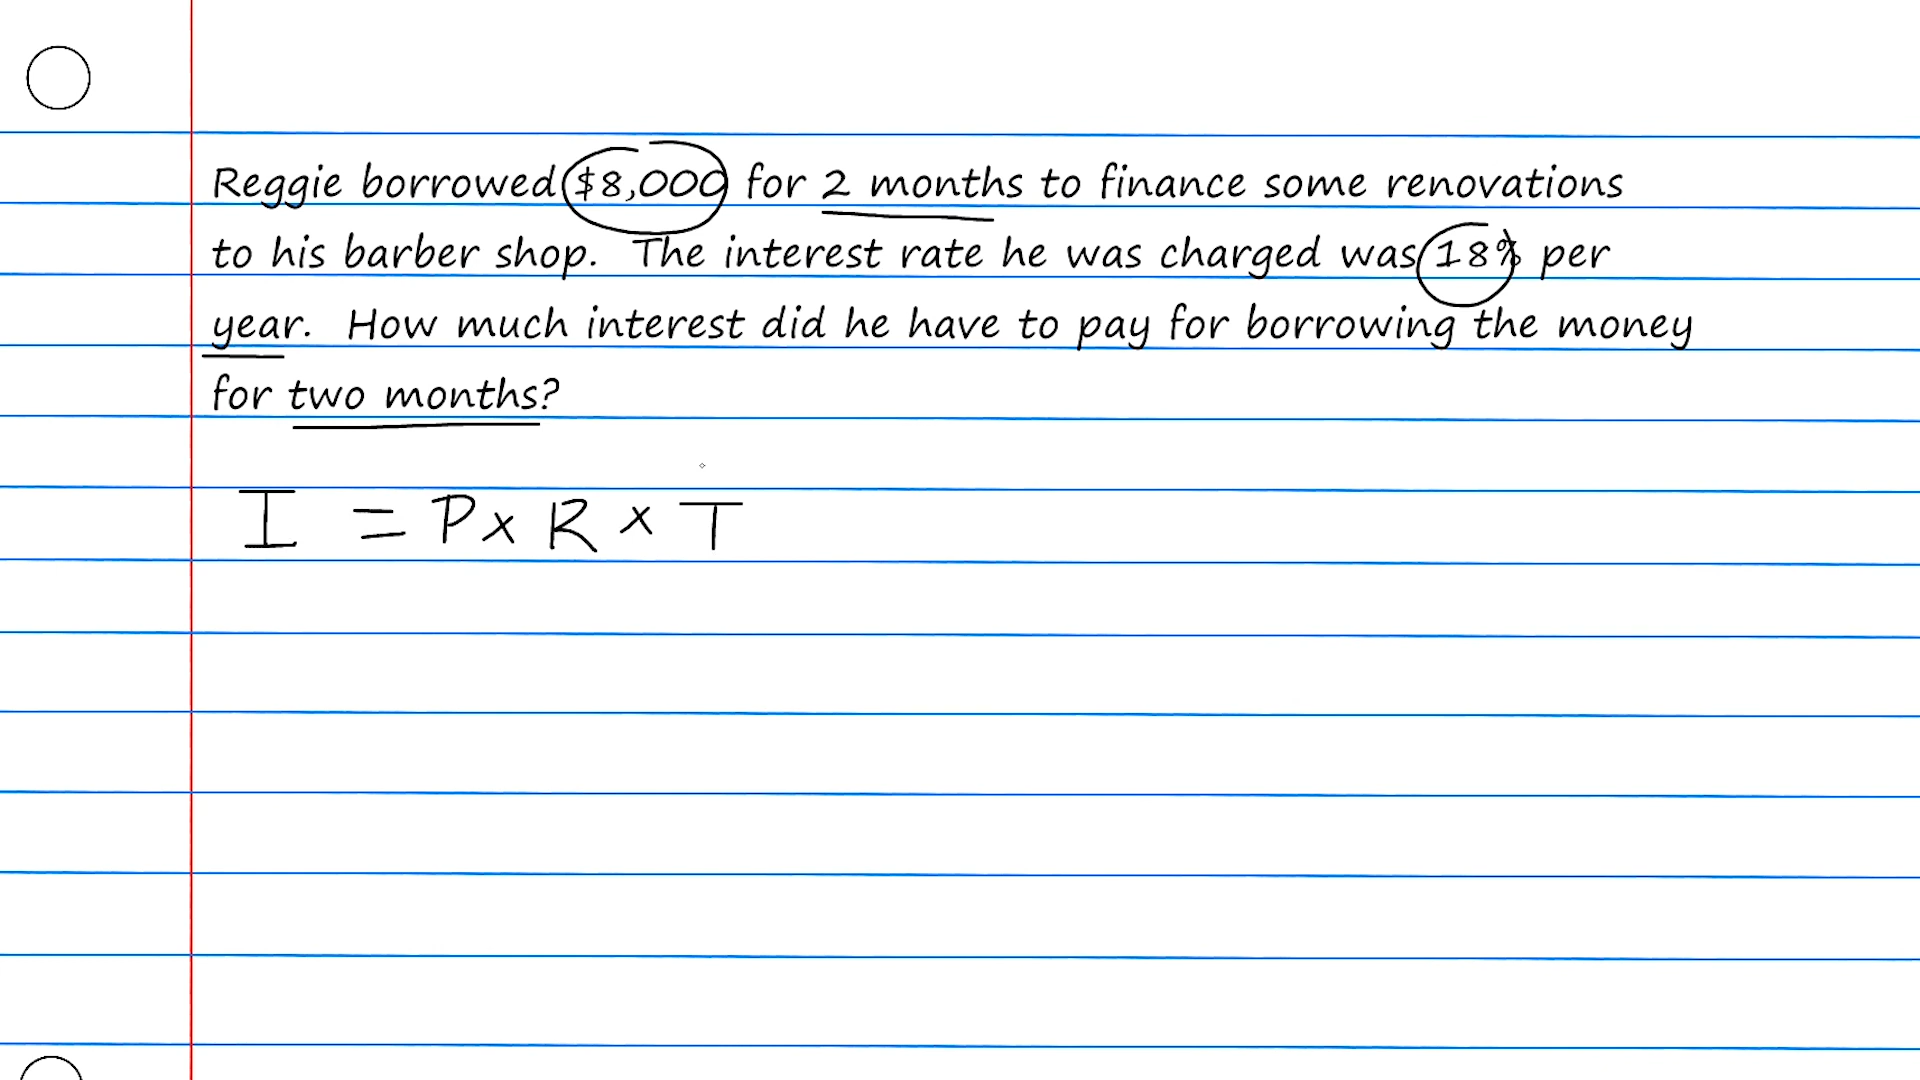 Reggie borrowed $8,000 for 2 months to finance some renovations
to his barber shop. The interest rate he was charged was 18% per
year. How much interest did he have to pay for borrowing the money
for two months?
I = P x R x T